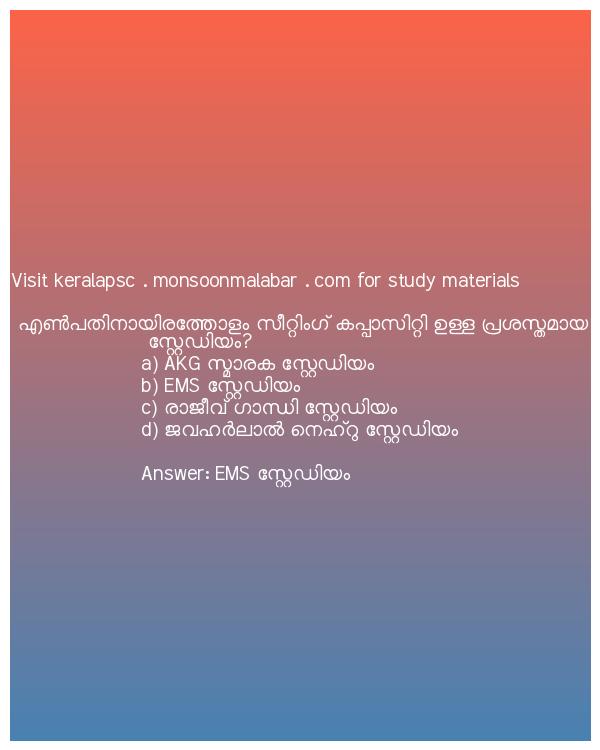 Visit keralapsc . monsoonmalabar . com for study materials
എൺപതിനായിരത്തോളം സീറ്റിംഗ് കപ്പാസിറ്റി ഉള്ള പ്രശസ്തമായ
സ്റ്റേഡിയം?
a) AKG സ്മാരക സ്റ്റേഡിയം
b) EMS സ്റ്റേഡിയം
c) രാജീവ് ഗാന്ധി സ്റ്റേഡിയം
d) ജവഹർലാൽ നെഹ്റു സ്റ്റേഡിയം
Answer: EMS സ്റ്റേഡിയം